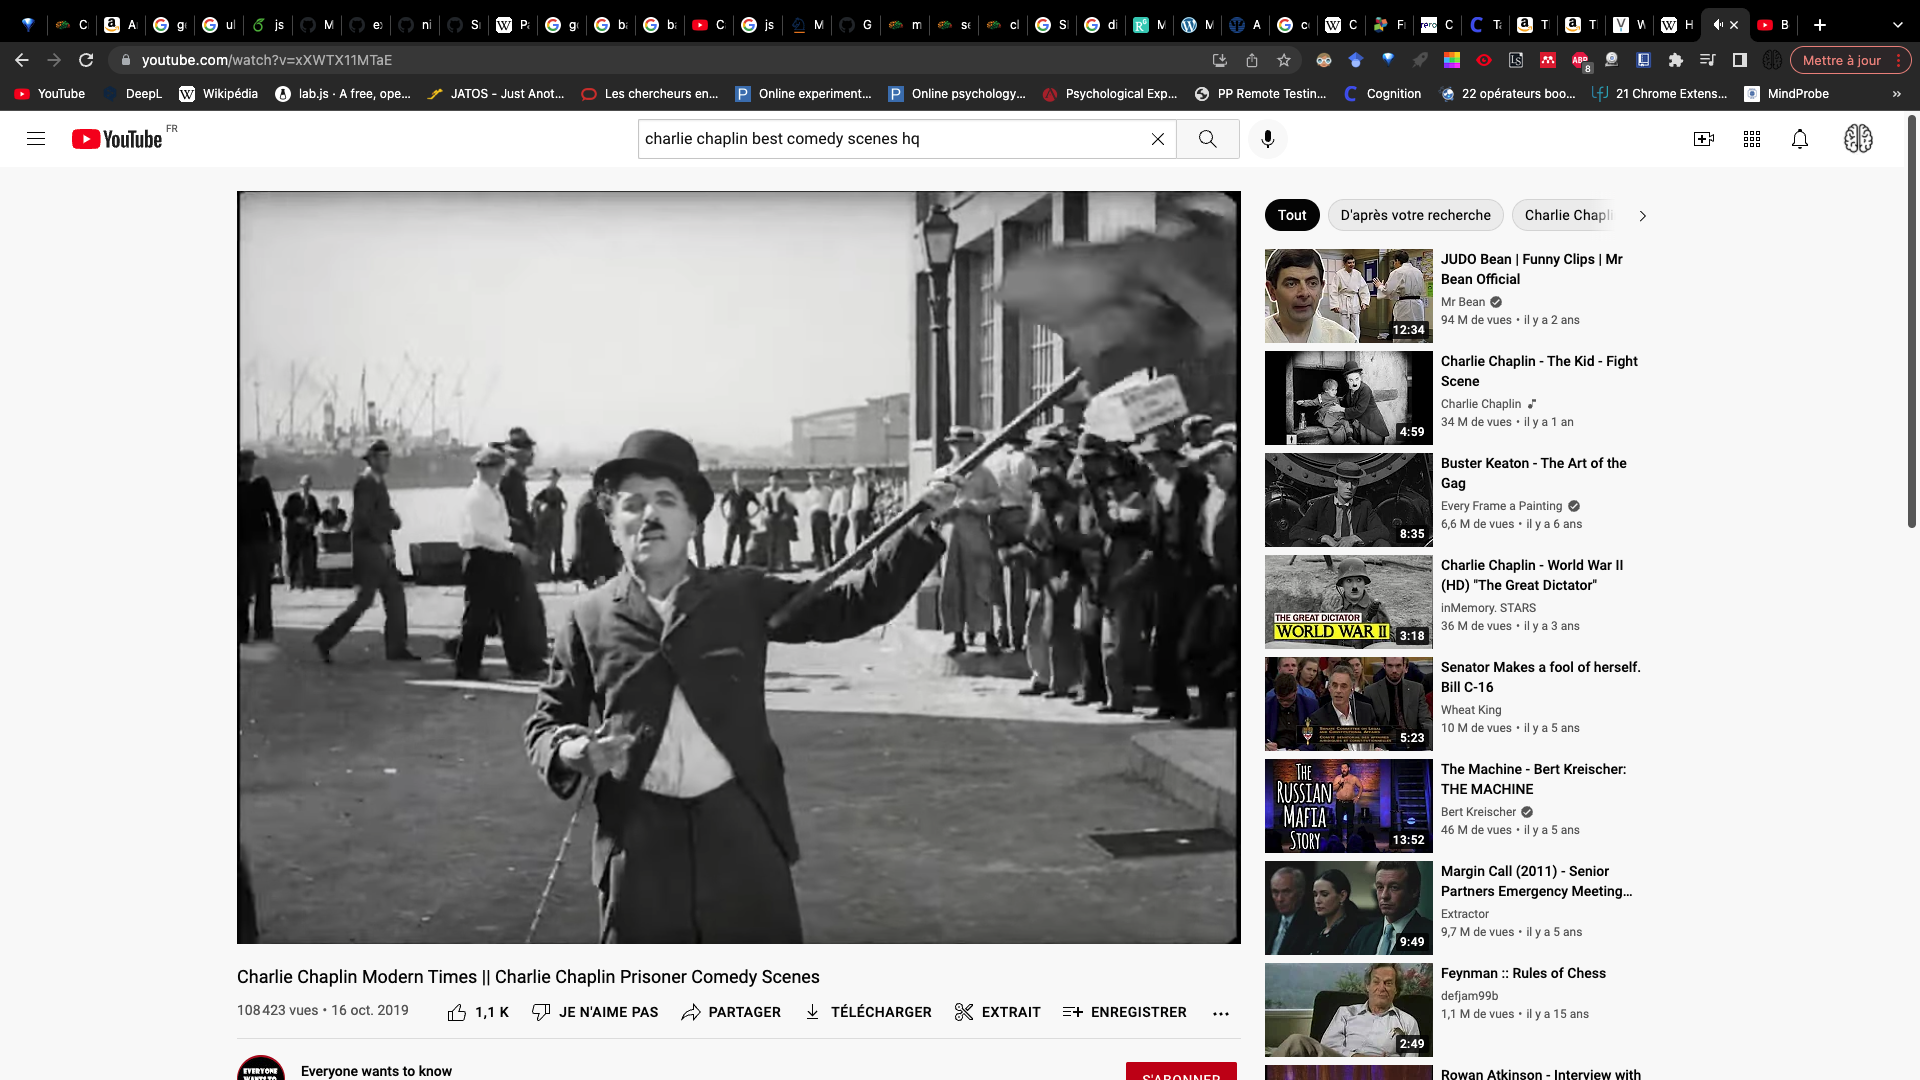 youtube.com/watch?v=xXWTX11MTaE
Mettre à jour
YouTube
DeepL
Wikipédia
lab.js · A free, ope...
JATOS - Just Anot...
Les chercheurs en...
Online experiment...
Online psychology...
Psychological Exp...
PP Remote Testin...
Cognition
22 opérateurs boo...
21 Chrome Extens...
MindProbe
»
YouTube FR
charlie chaplin best comedy scenes hq
Tout
D'après votre recherche
Charlie Chapli
JUDO Bean | Funny Clips | Mr
Bean Official
Mr Bean
94 M de vues • il y a 2 ans
12:34
Charlie Chaplin - The Kid - Fight
Scene
Charlie Chaplin
34 M de vues • il y a 1 an
4:59
Buster Keaton - The Art of the
Gag
Every Frame a Painting
6,6 M de vues • il y a 6 ans
8:35
Charlie Chaplin - World War II
(HD) "The Great Dictator"
inMemory. STARS
36 M de vues • il y a 3 ans
THE GREAT DICTATOR
WORLD WAR II
3:18
Senator Makes a fool of herself.
Bill C-16
Wheat King
10 M de vues • il y a 5 ans
5:23
The Machine - Bert Kreischer:
THE MACHINE
Bert Kreischer
46 M de vues • il y a 5 ans
THE
RUSSIAN
MAFIA
STORY
13:52
Margin Call (2011) - Senior
Partners Emergency Meeting...
Extractor
9,7 M de vues • il y a 5 ans
9:49
Feynman :: Rules of Chess
defjam99b
1,1 M de vues • il y a 15 ans
2:49
Rowan Atkinson - Interview with
Charlie Chaplin Modern Times || Charlie Chaplin Prisoner Comedy Scenes
108 423 vues • 16 oct. 2019
1,1 K
JE N'AIME PAS
PARTAGER
TÉLÉCHARGER
EXTRAIT
ENREGISTRER
Everyone wants to know
S'ABONNER